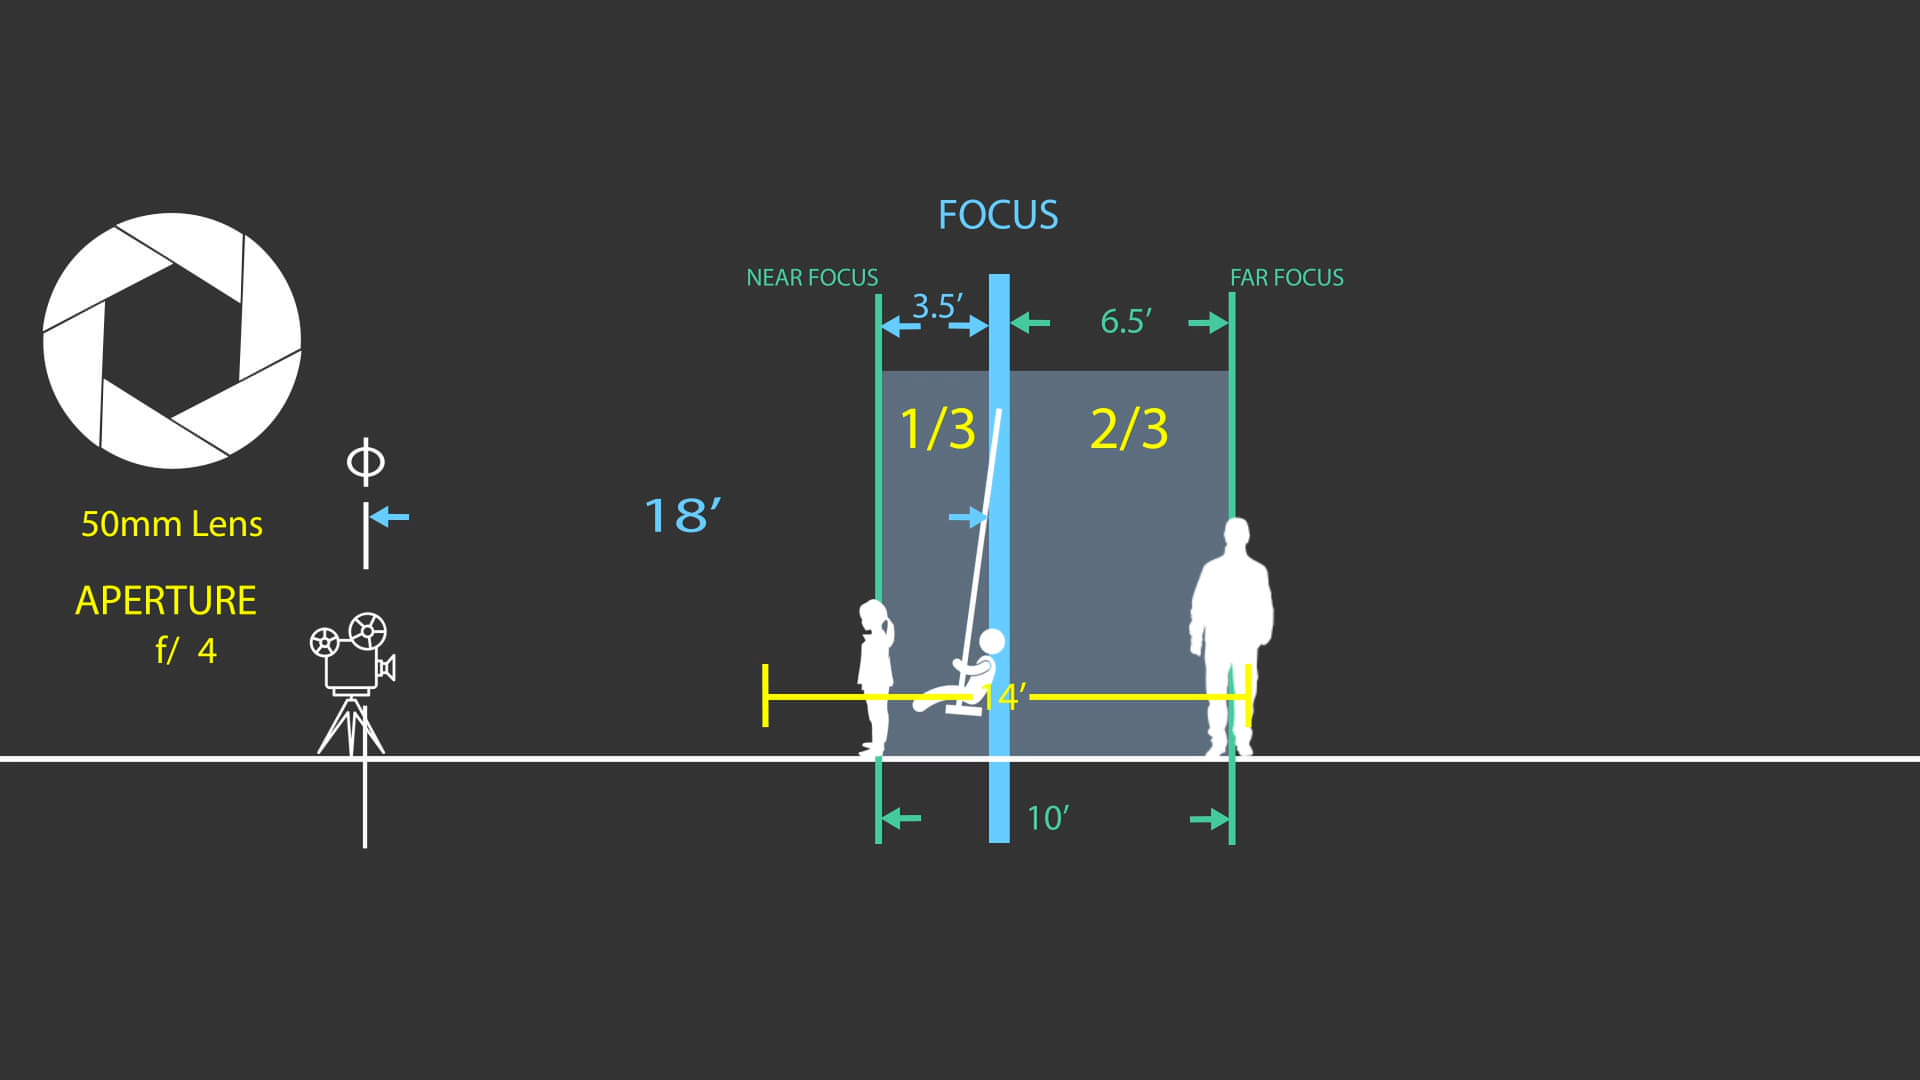 FOCUS
NEAR FOCUS
FAR FOCUS
3.5’
6.5’
1/3
2/3
18’
50mm Lens
APERTURE
f/ 4
14’
10’